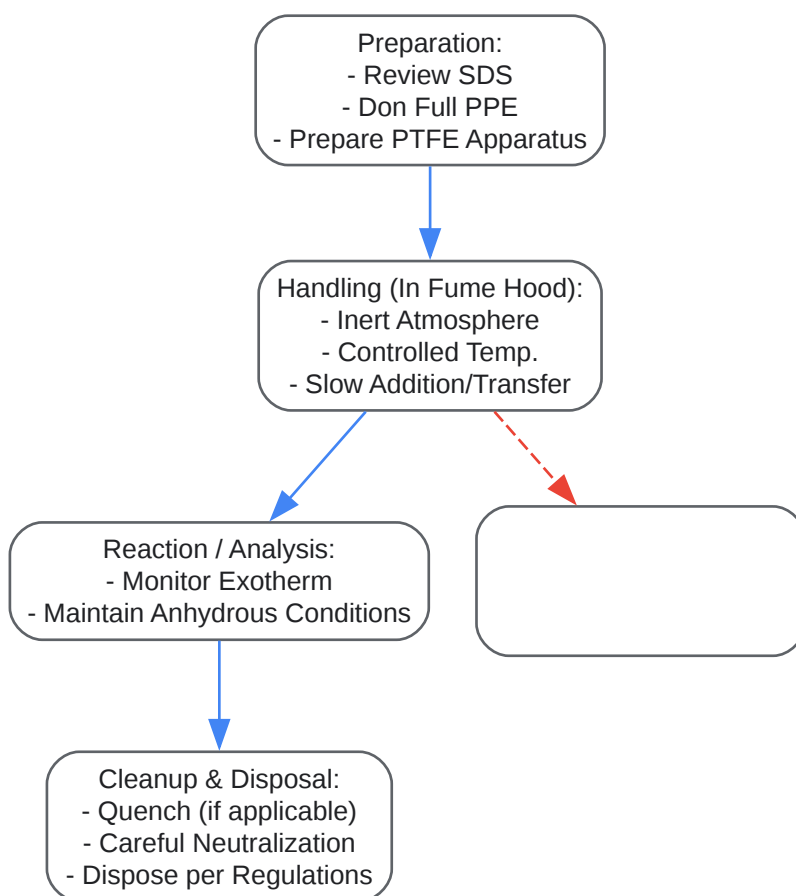 Preparation:
- Review SDS
- Don Full PPE
- Prepare PTFE Apparatus
Handling (In Fume Hood):
- Inert Atmosphere
- Controlled Temp.
- Slow Addition/Transfer
Reaction / Analysis:
- Monitor Exotherm
- Maintain Anhydrous Conditions
Cleanup & Disposal:
- Quench (if applicable)
- Careful Neutralization
- Dispose per Regulations